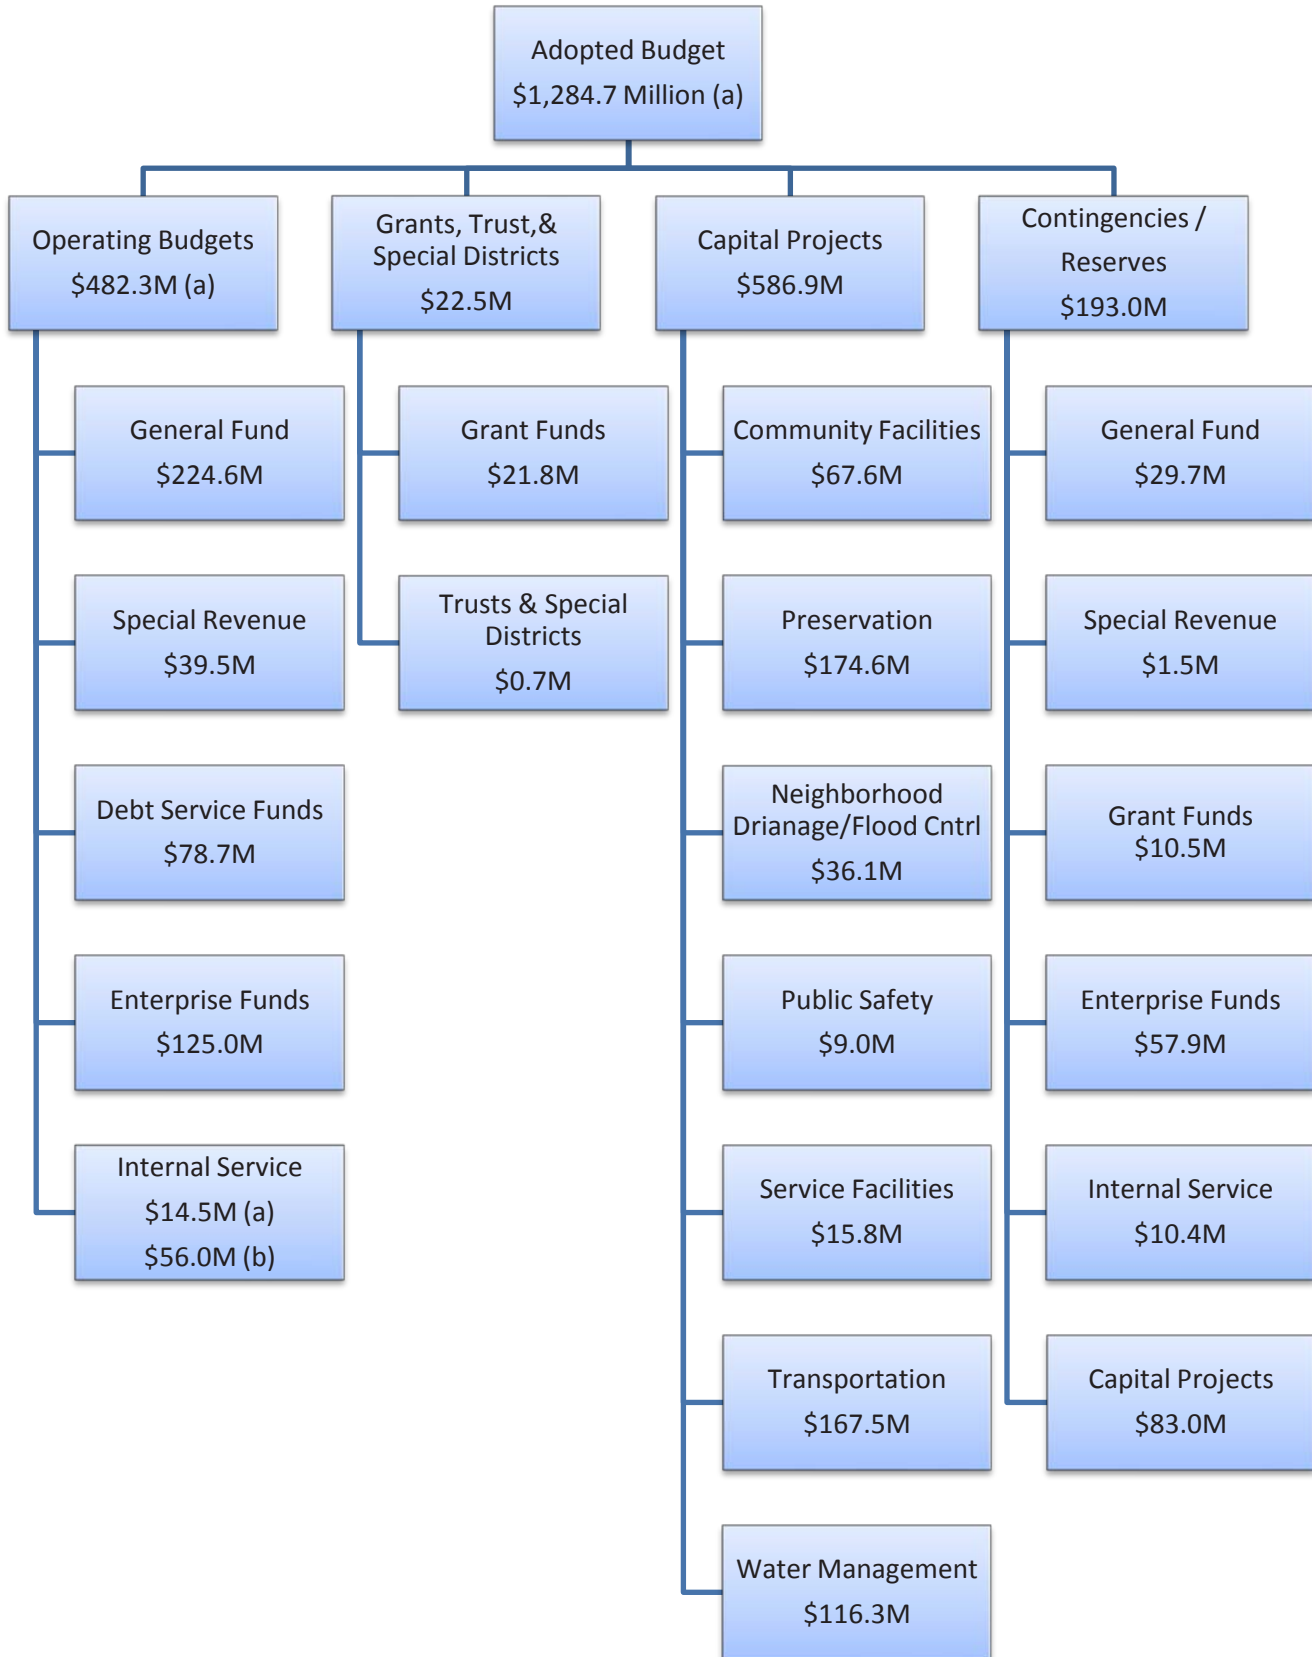 Adopted Budget
$1,284.7 Million (a)
Operating Budgets
$482.3M (a)
Grants, Trust,&
Special Districts
$22.5M
Capital Projects
$586.9M
Contingencies /
Reserves
$193.0M
General Fund
$224.6M
Special Revenue
$39.5M
Debt Service Funds
$78.7M
Enterprise Funds
$125.0M
Internal Service
$14.5M (a)
$56.0M (b)
Grant Funds
$21.8M
Trusts & Special
Districts
$0.7M
Community Facilities
$67.6M
Preservation
$174.6M
Neighborhood
Drianage/Flood Cntrl
$36.1M
Public Safety
$9.0M
Service Facilities
$15.8M
Transportation
$167.5M
Water Management
$116.3M
General Fund
$29.7M
Special Revenue
$1.5M
Grant Funds
$10.5M
Enterprise Funds
$57.9M
Internal Service
$10.4M
Capital Projects
$83.0M